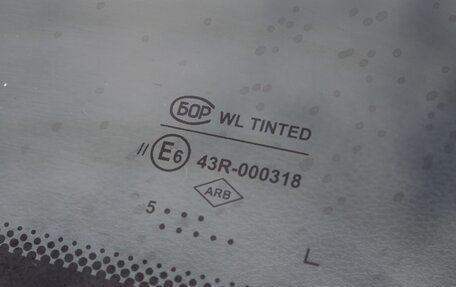 БОР WL TINTED
// E6 43R-000318
ARB
5 ....
.....
L